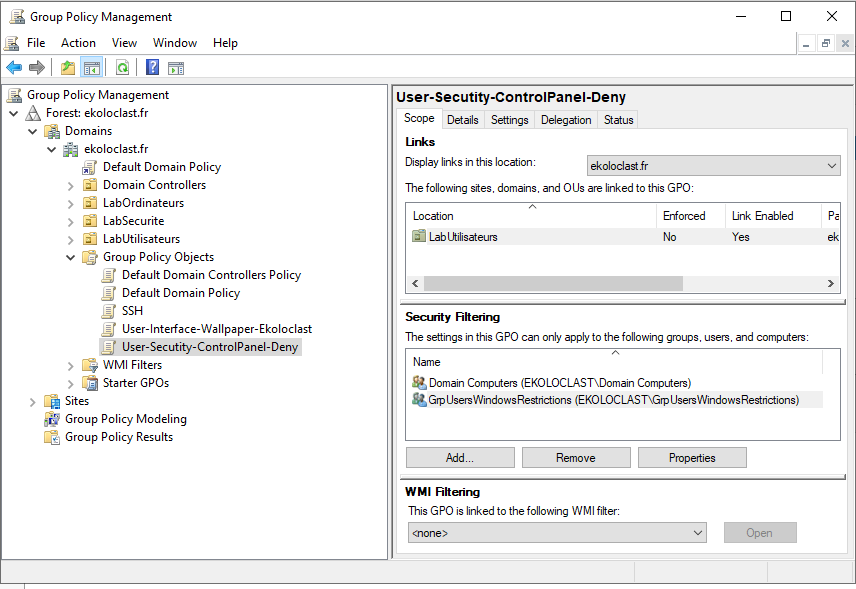 Group Policy Management
File Action View Window Help
Group Policy Management
Forest: ekoloclast.fr
Domains
ekoloclast.fr
Default Domain Policy
Domain Controllers
LabOrdinateurs
LabSecurite
LabUtilisateurs
Group Policy Objects
Default Domain Controllers Policy
Default Domain Policy
SSH
User-Interface-Wallpaper-Ekoloclast
User-Secutity-ControlPanel-Deny
WMI Filters
Starter GPOs
Sites
Group Policy Modeling
Group Policy Results
User-Secutity-ControlPanel-Deny
Scope Details Settings Delegation Status
Links
Display links in this location: ekoloclast.fr
The following sites, domains, and OUs are linked to this GPO:
Location Enforced Link Enabled Pa
LabUtilisateurs No Yes ek
Security Filtering
The settings in this GPO can only apply to the following groups, users, and computers:
Name
Domain Computers (EKOLOCLAST\Domain Computers)
GrpUsersWindowsRestrictions (EKOLOCLAST\GrpUsersWindowsRestrictions)
Add... Remove Properties
WMI Filtering
This GPO is linked to the following WMI filter:
<none> Open